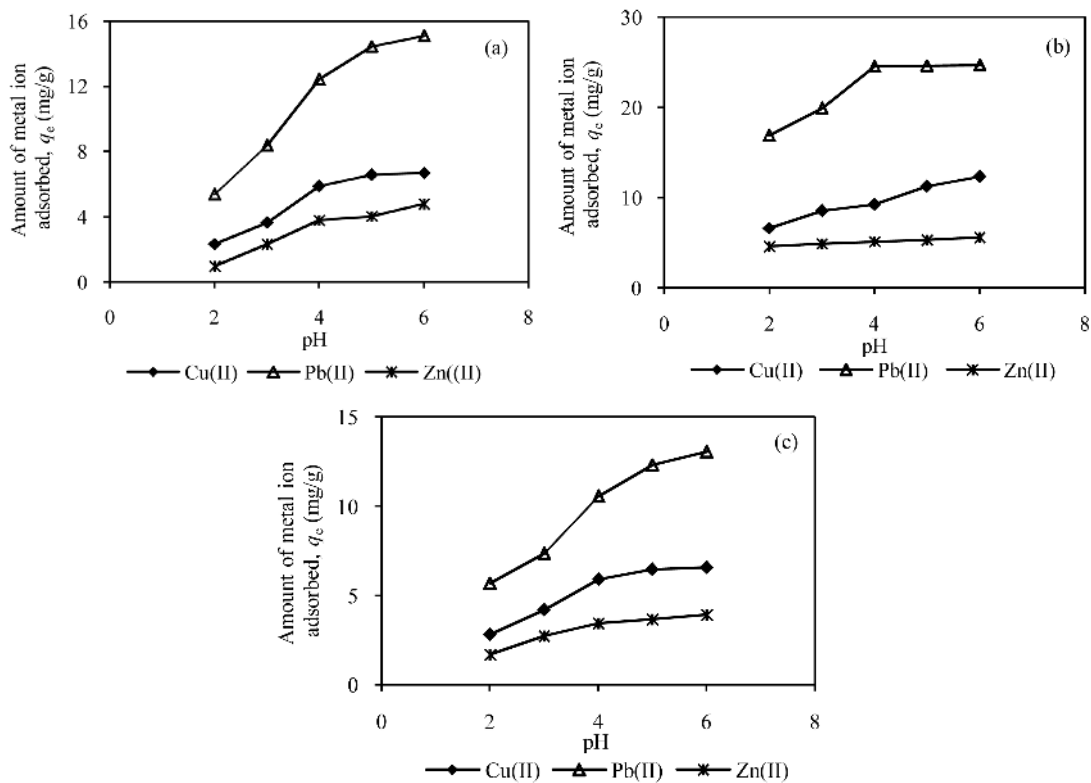 Amount of metal ion
adsorbed, qe (mg/g)
16
12
8
4
0
(a)
0 2 4 6 8
pH
Cu(II) Pb(II) Zn((II)
Amount of metal ion
adsorbed, qe (mg/g)
30
20
10
0
(b)
0 2 4 6 8
pH
Cu(II) Pb(II) Zn(II)
Amount of metal ion
adsorbed, qe (mg/g)
15
10
5
0
(c)
0 2 4 6 8
pH
Cu(II) Pb(II) Zn(II)